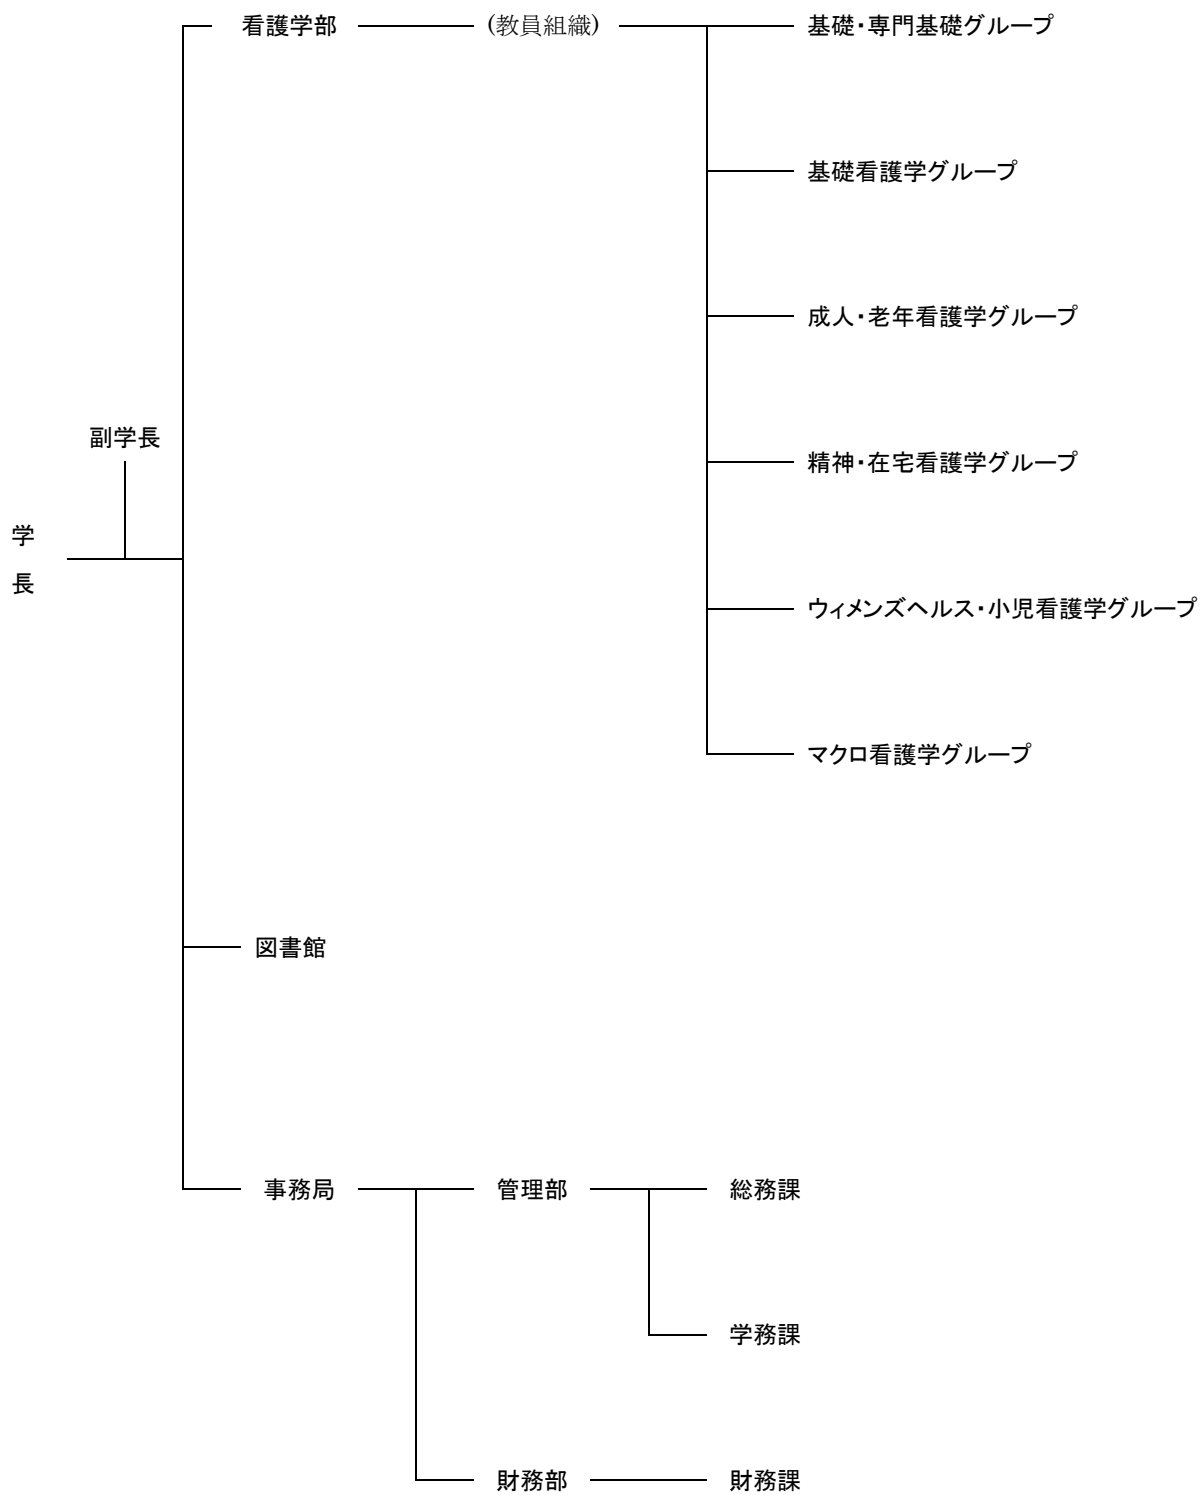 看護学部
(教員組織)
基礎・専門基礎グループ
基礎看護学グループ
成人・老年看護学グループ
副学長
精神・在宅看護学グループ
学
長
ウィメンズヘルス・小児看護学グループ
マクロ看護学グループ
図書館
事務局
管理部
総務課
学務課
財務部
財務課